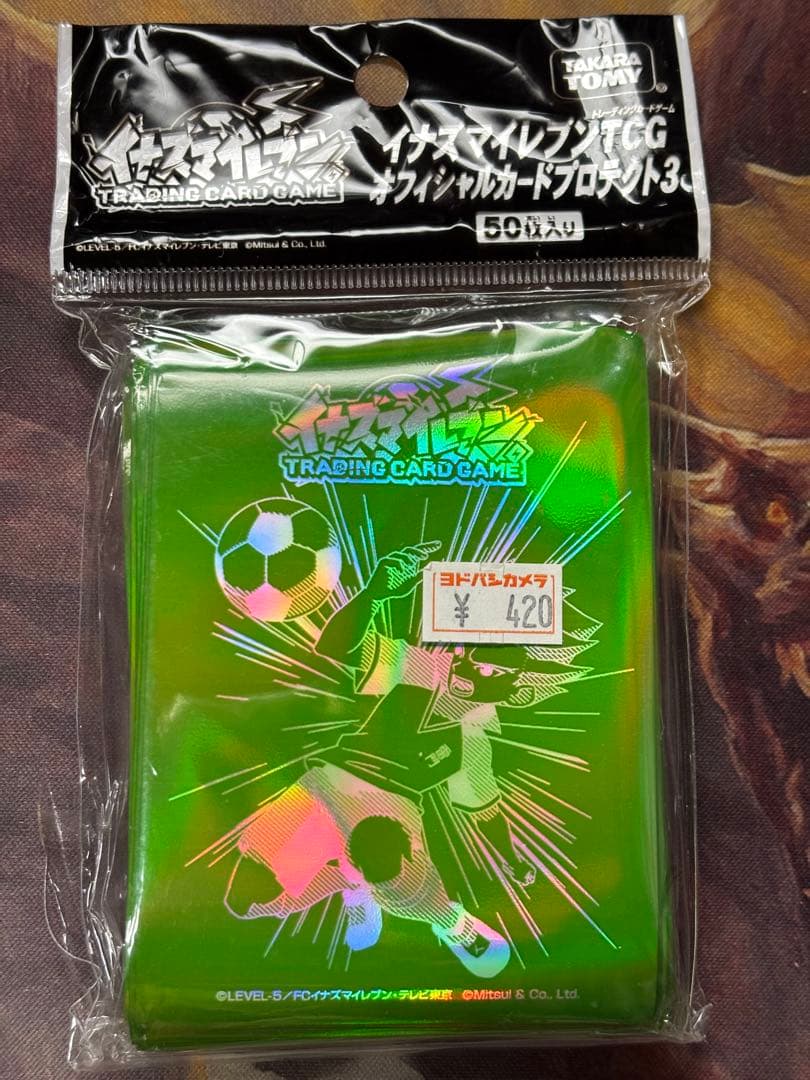 イナズマイレブン
TRADING CARD GAME
TAKARA
TOMY
トレーディングカードゲーム
イナズマイレブンTCG
オフィシャルカードプロテクト3
50枚入り
まいい
©LEVEL-5/FCイナズマイレブン・テレビ東京 ©Mitsui & Co., Ltd.
イナズマイレブン
TRADING CARD GAME
ヨドバシカメラ
¥ 420
©LEVEL-5/FCイナズマイレブン・テレビ東京 ©Mitsui & Co., Ltd.